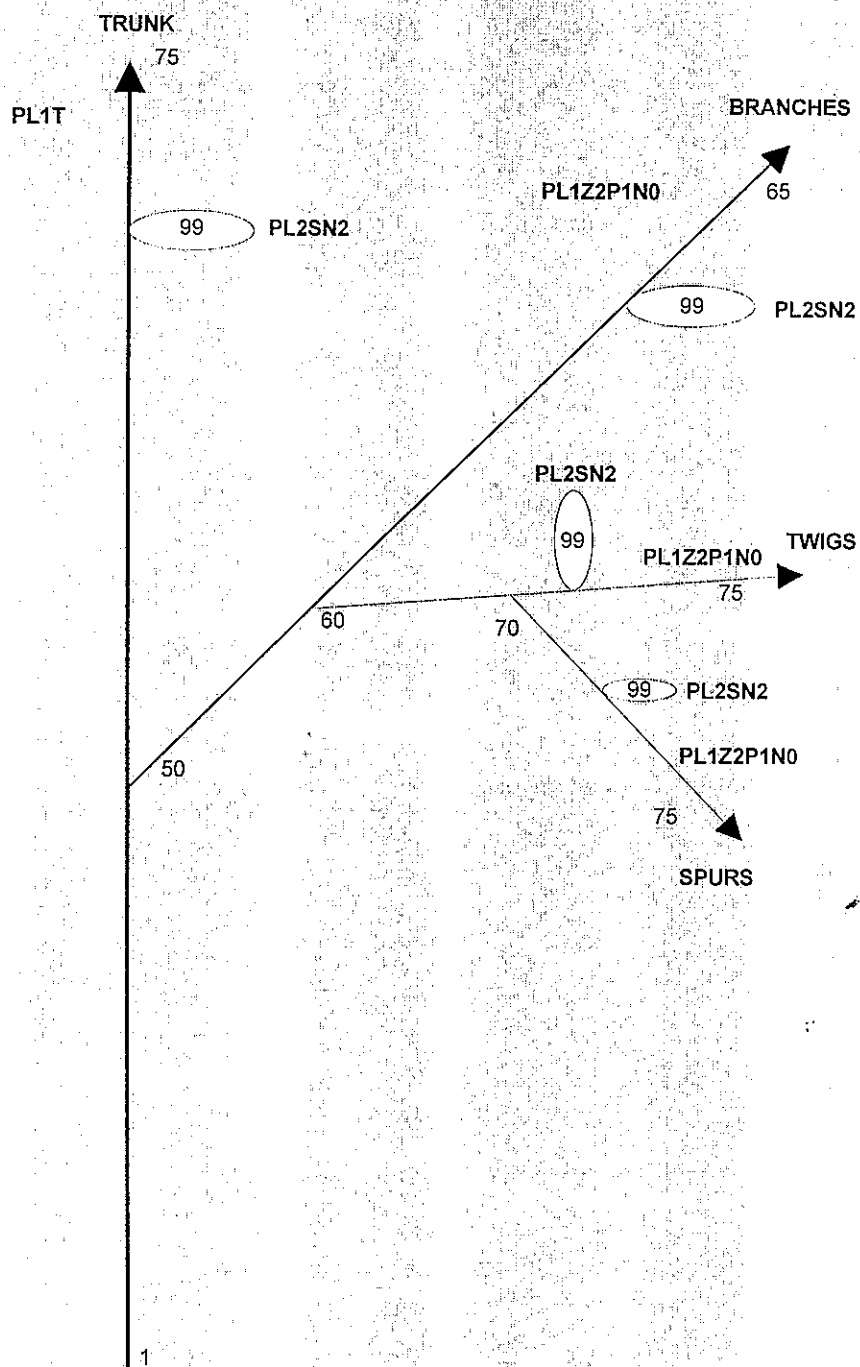 TRUNK
75
PL1T
BRANCHES
PL1Z2P1N0
65
99 PL2SN2
99 PL2SN2
PL2SN2
99
PL1Z2P1N0
TWIGS
75
60
70
99 PL2SN2
PL1Z2P1N0
50
75
SPURS
1